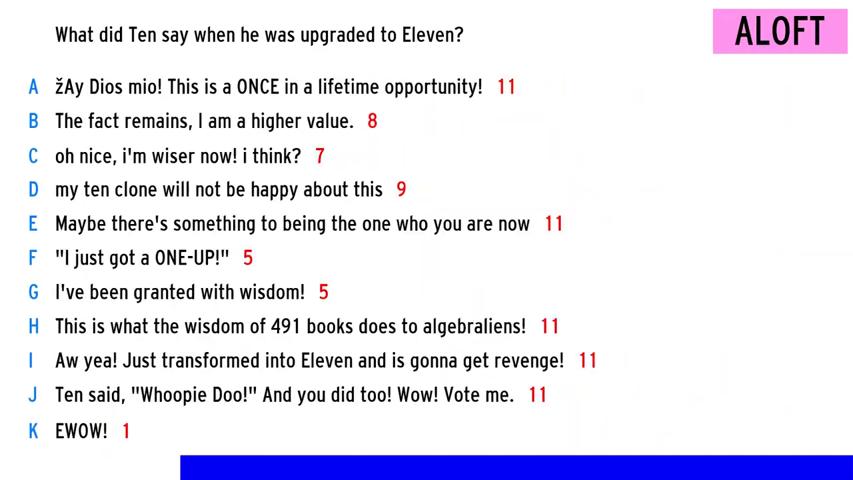 What did Ten say when he was upgraded to Eleven?
ALOFT
A žAy Dios mio! This is a ONCE in a lifetime opportunity! 11
B The fact remains, I am a higher value. 8
C oh nice, i'm wiser now! i think? 7
D my ten clone will not be happy about this 9
E Maybe there's something to being the one who you are now 11
F "I just got a ONE-UP!" 5
G I've been granted with wisdom! 5
H This is what the wisdom of 491 books does to algebraliens! 11
I Aw yea! Just transformed into Eleven and is gonna get revenge! 11
J Ten said, "Whoopie Doo!" And you did too! Wow! Vote me. 11
K EWOW! 1